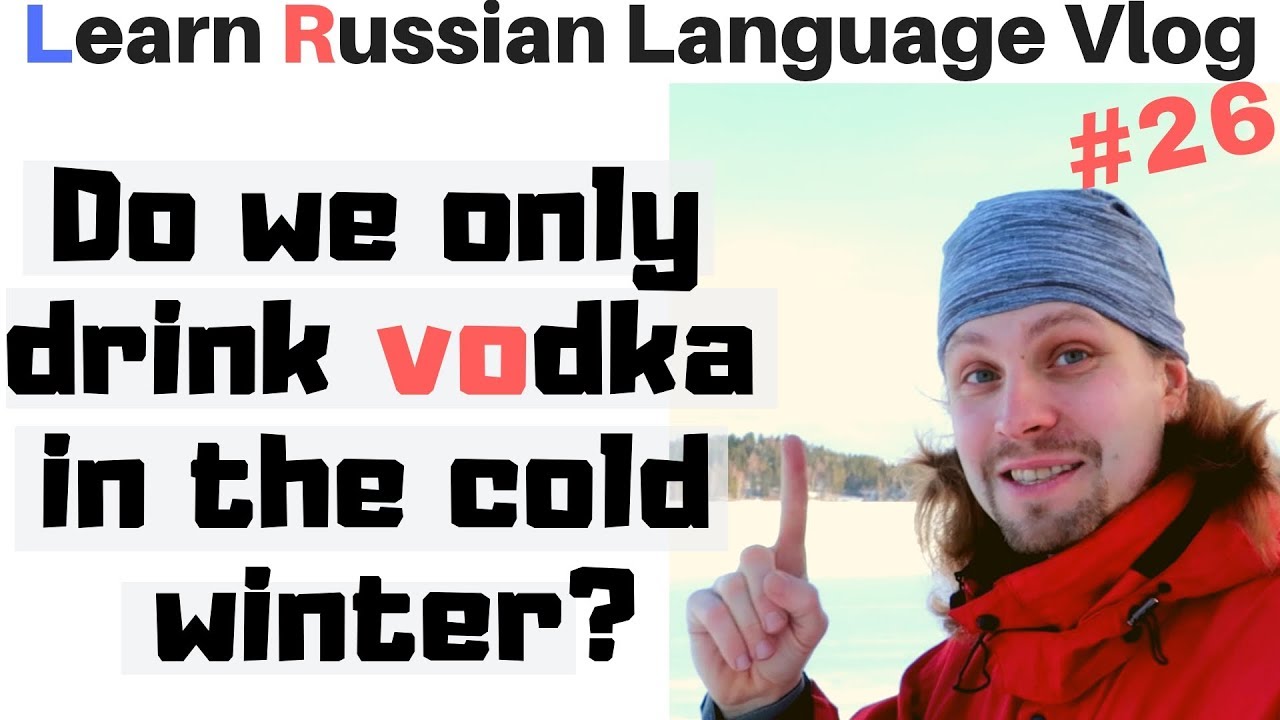 Learn Russian Language Vlog
#26
Do we only
drink vodka
in the cold
winter?